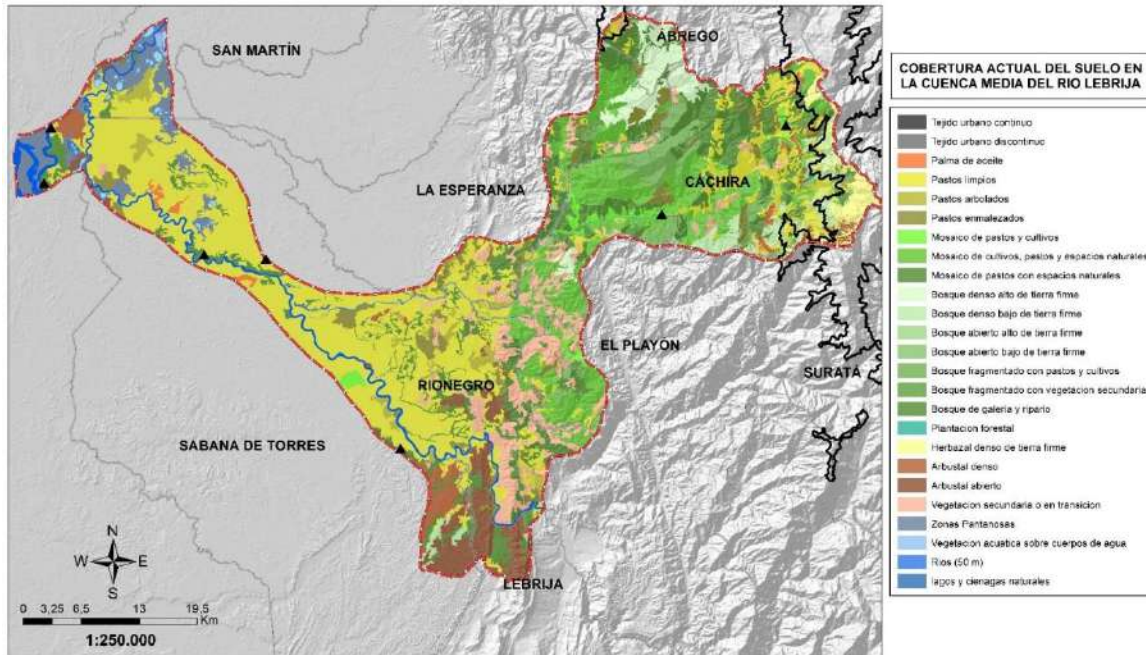 SAN MARTÍN
ÁBREGO
LA ESPERANZA
CÁCHIRA
EL PLAYON
RIONEGRO
SURATÁ
SABANA DE TORRES
LEBRIJA
N
W E
S
0 3,25 6,5 13 19,5
Km
1:250.000
COBERTURA ACTUAL DEL SUELO EN
LA CUENCA MEDIA DEL RIO LEBRIJA
Tejido urbano continuo
Tejido urbano discontinuo
Palma de aceite
Pastos limpios
Pastos arbolados
Pastos enmalezados
Mosaico de pastos y cultivos
Mosaico de cultivos, pastos y espacios naturales
Mosaico de pastos con espacios naturales
Bosque denso alto de tierra firme
Bosque denso bajo de tierra firme
Bosque abierto alto de tierra firme
Bosque abierto bajo de tierra firme
Bosque fragmentado con pastos y cultivos
Bosque fragmentado con vegetacion secundaria
Bosque de galeria y ripario
Plantacion forestal
Herbazal denso de tierra firme
Arbustal denso
Arbustal abierto
Vegetacion secundaria o en transicion
Zonas Pantanosas
Vegetacion acuatica sobre cuerpos de agua
Rios (50 m)
lagos y cienagas naturales